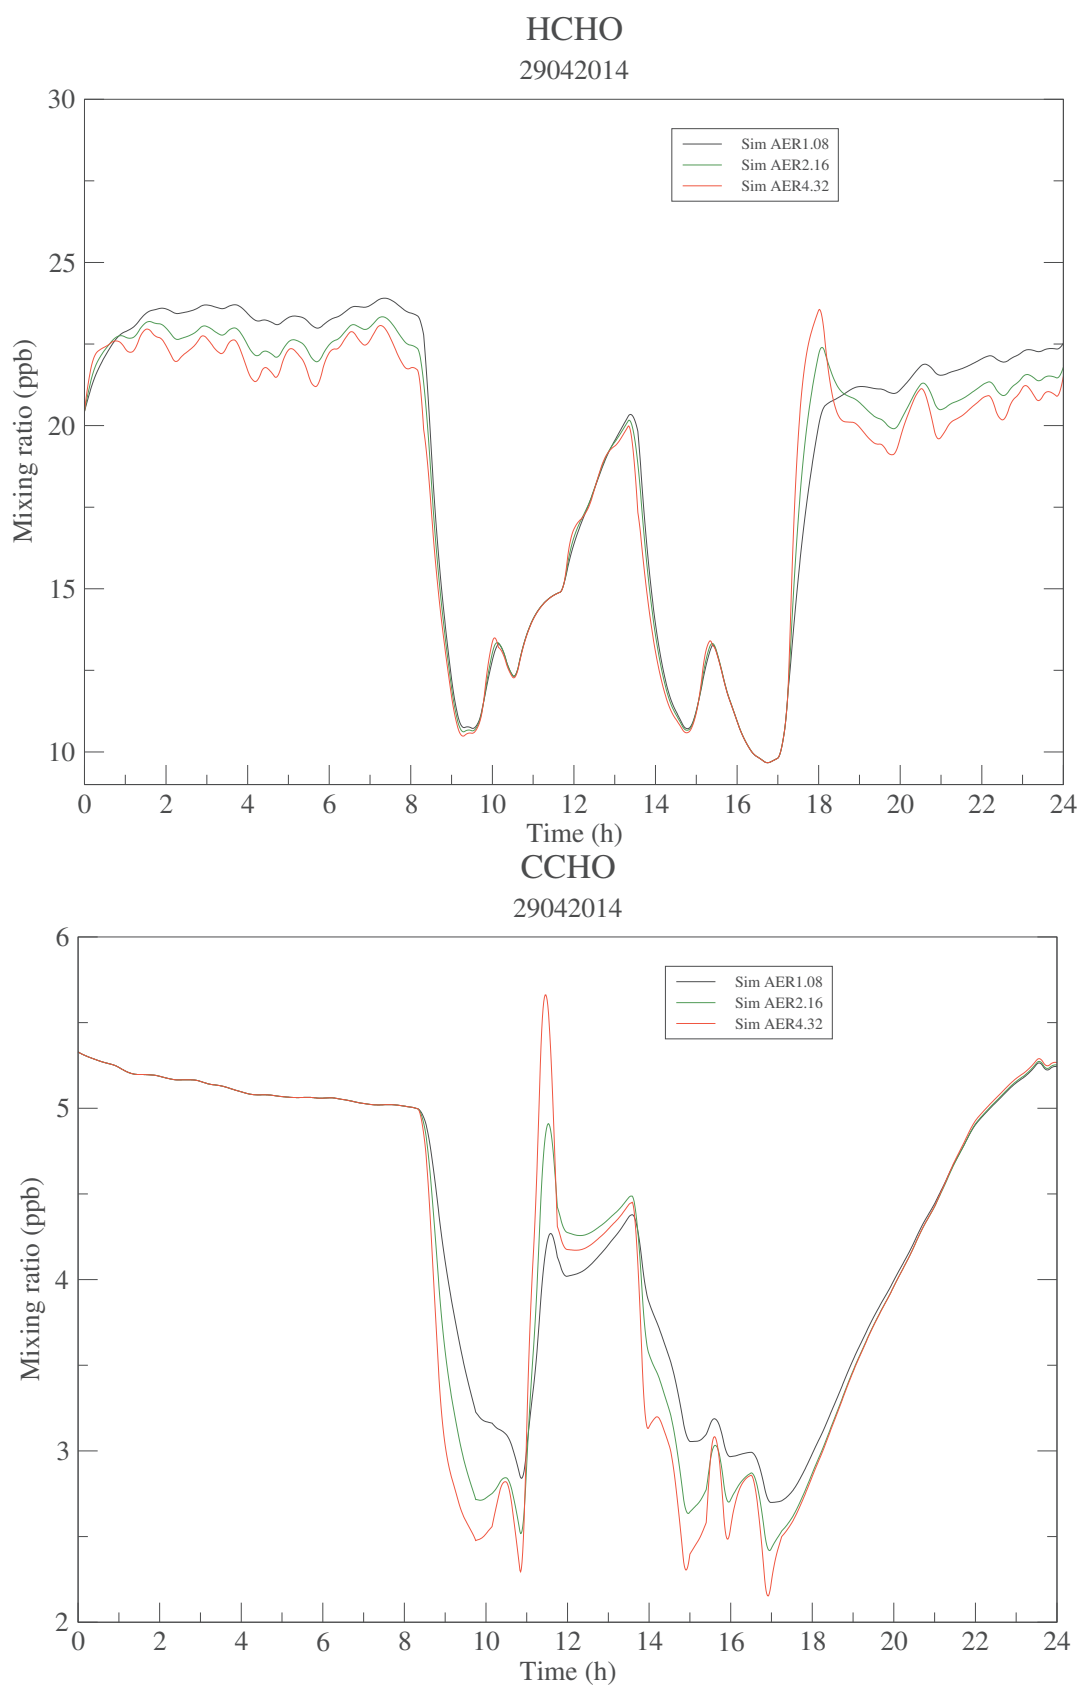 HCHO
29042014
30
25
20
15
10
Mixing ratio (ppb)
Sim AER1.08
Sim AER2.16
Sim AER4.32
0 2 4 6 8 10 12 14 16 18 20 22 24
Time (h)
CCHO
29042014
6
5
4
3
2
Mixing ratio (ppb)
Sim AER1.08
Sim AER2.16
Sim AER4.32
0 2 4 6 8 10 12 14 16 18 20 22 24
Time (h)